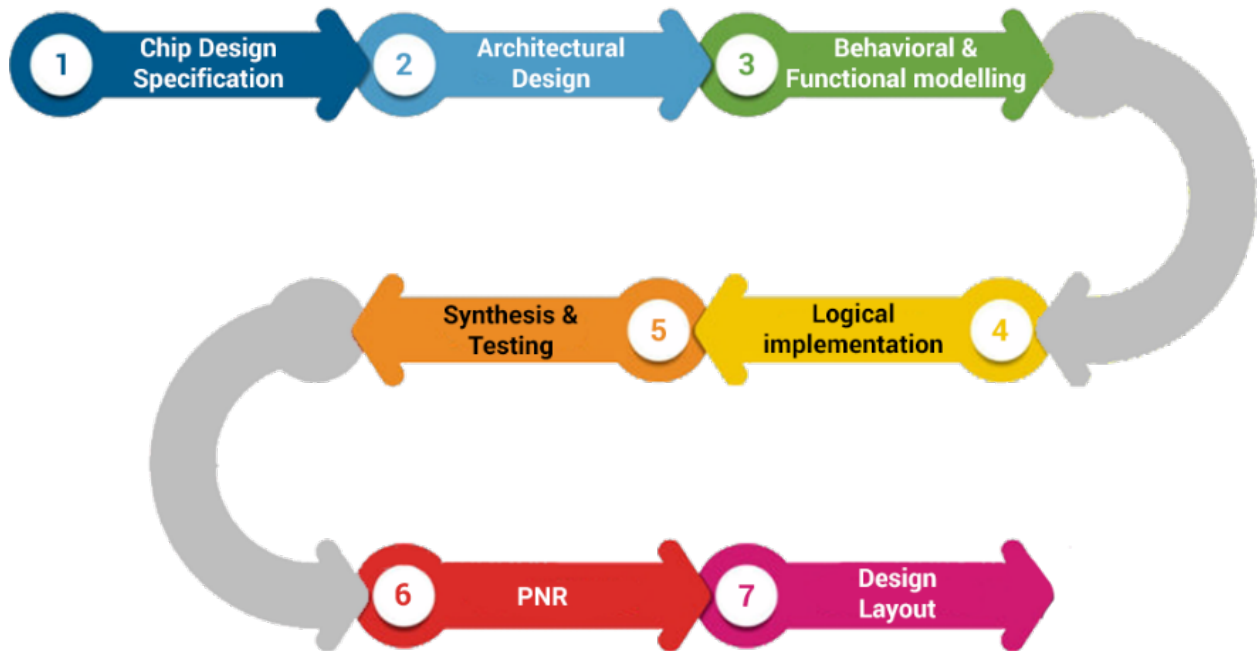 1
Chip Design
Specification
2
Architectural
Design
3
Behavioral &
Functional modelling
4
Logical
implementation
5
Synthesis &
Testing
6
PNR
7
Design
Layout